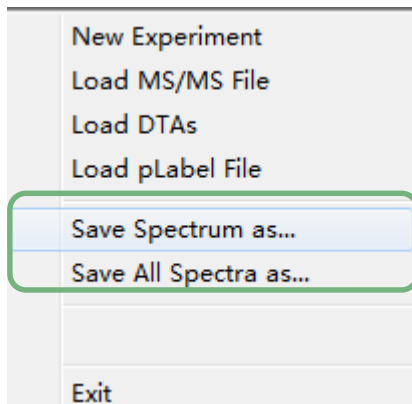 New Experiment
Load MS/MS File
Load DTAs
Load pLabel File
Save Spectrum as...
Save All Spectra as...
Exit